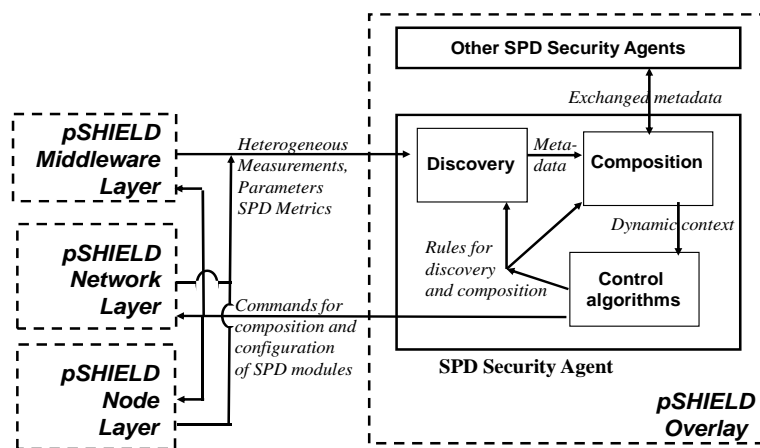 Other SPD Security Agents
Exchanged metadata
pSHIELD
Middleware
Layer
Heterogeneous
Measurements,
Parameters
SPD Metrics
Discovery
Meta-
data
Composition
Dynamic context
pSHIELD
Network
Layer
Rules for
discovery
and composition
Control
algorithms
Commands for
composition and
configuration
of SPD modules
SPD Security Agent
pSHIELD
Node
Layer
pSHIELD
Overlay